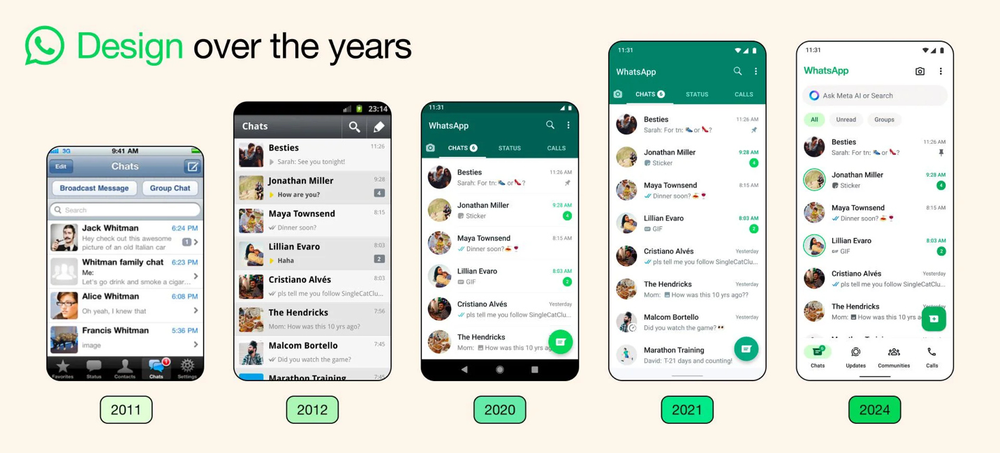 Design over the years
3G 9:41 AM
Edit Chats
Broadcast Message Group Chat
Search
Jack Whitman 6:24 PM
Hey check out this awesome
picture of an old Italian car 1
Whitman family chat 6:23 PM
Me:
Let's go drink and smoke a cigar...
Alice Whitman 6:08 PM
Oh yeah, I knew that
Francis Whitman 5:36 PM
image
Favorites Status Contacts Chats Settings
2011
23:14
Chats
Besties 11:26
Sarah: See you tonight!
Jonathan Miller 9:28
How are you? 4
Maya Townsend 8:15
Dinner soon?
Lillian Evaro 8:03
Haha 2
Cristiano Alvés 8:03
pls tell me you follow SingleCatClu...
The Hendricks 7:56
Mom: How was this 10 yrs ago?
Malcom Bortello 7:45
Did you watch the game?
Marathon Training 7:45
2012
11:31
WhatsApp
CHATS 6 STATUS CALLS
Besties 11:26 AM
Sarah: For tn: 👟 or 👠?
Jonathan Miller 9:28 AM
Sticker 4
Maya Townsend 8:15 AM
Dinner soon?🍝🍷
Lillian Evaro 8:03 AM
GIF 2
Cristiano Alvés Yesterday
pls tell me you follow SingleCatClu...
The Hendricks
Mom: How was this 10 yrs ag
2020
11:31
WhatsApp
CHATS 6 STATUS CALLS
Besties 11:26 AM
Sarah: For tn: 👟 or 👠?
Jonathan Miller 9:28 AM
Sticker 4
Maya Townsend 8:15 AM
Dinner soon? 🍝🍷
Lillian Evaro 8:03 AM
GIF 2
Cristiano Alvés Yesterday
pls tell me you follow SingleCatClu...
The Hendricks Yesterday
Mom: How was this 10 yrs ago??
Malcom Bortello Yesterday
Did you watch the game? 👀
Marathon Training
David: T-21 days and counting!
2021
11:31
WhatsApp
Ask Meta AI or Search
All Unread Groups
Besties 11:26 AM
Sarah: For tn: 👟 or 👠?
Jonathan Miller 9:28 AM
Sticker 4
Maya Townsend 8:15 AM
Dinner soon? 🍝🍷
Lillian Evaro 8:03 AM
GIF 2
Cristiano Alvés Yesterday
pls tell me you follow SingleCatClu...
The Hendricks Yesterday
Mom: How was this 10 yrs a
Chats Updates Communities Calls
2024